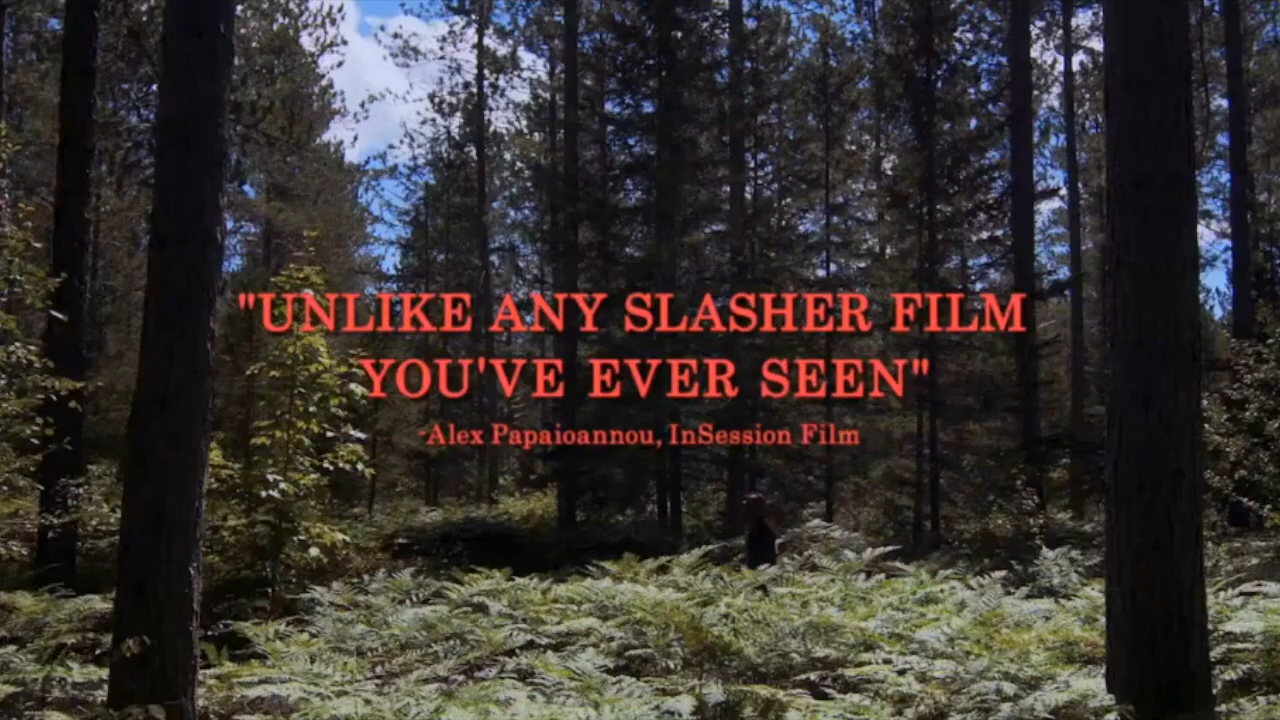 "UNLIKE ANY SLASHER FILM
YOU'VE EVER SEEN"
-Alex Papaioannou, InSession Film